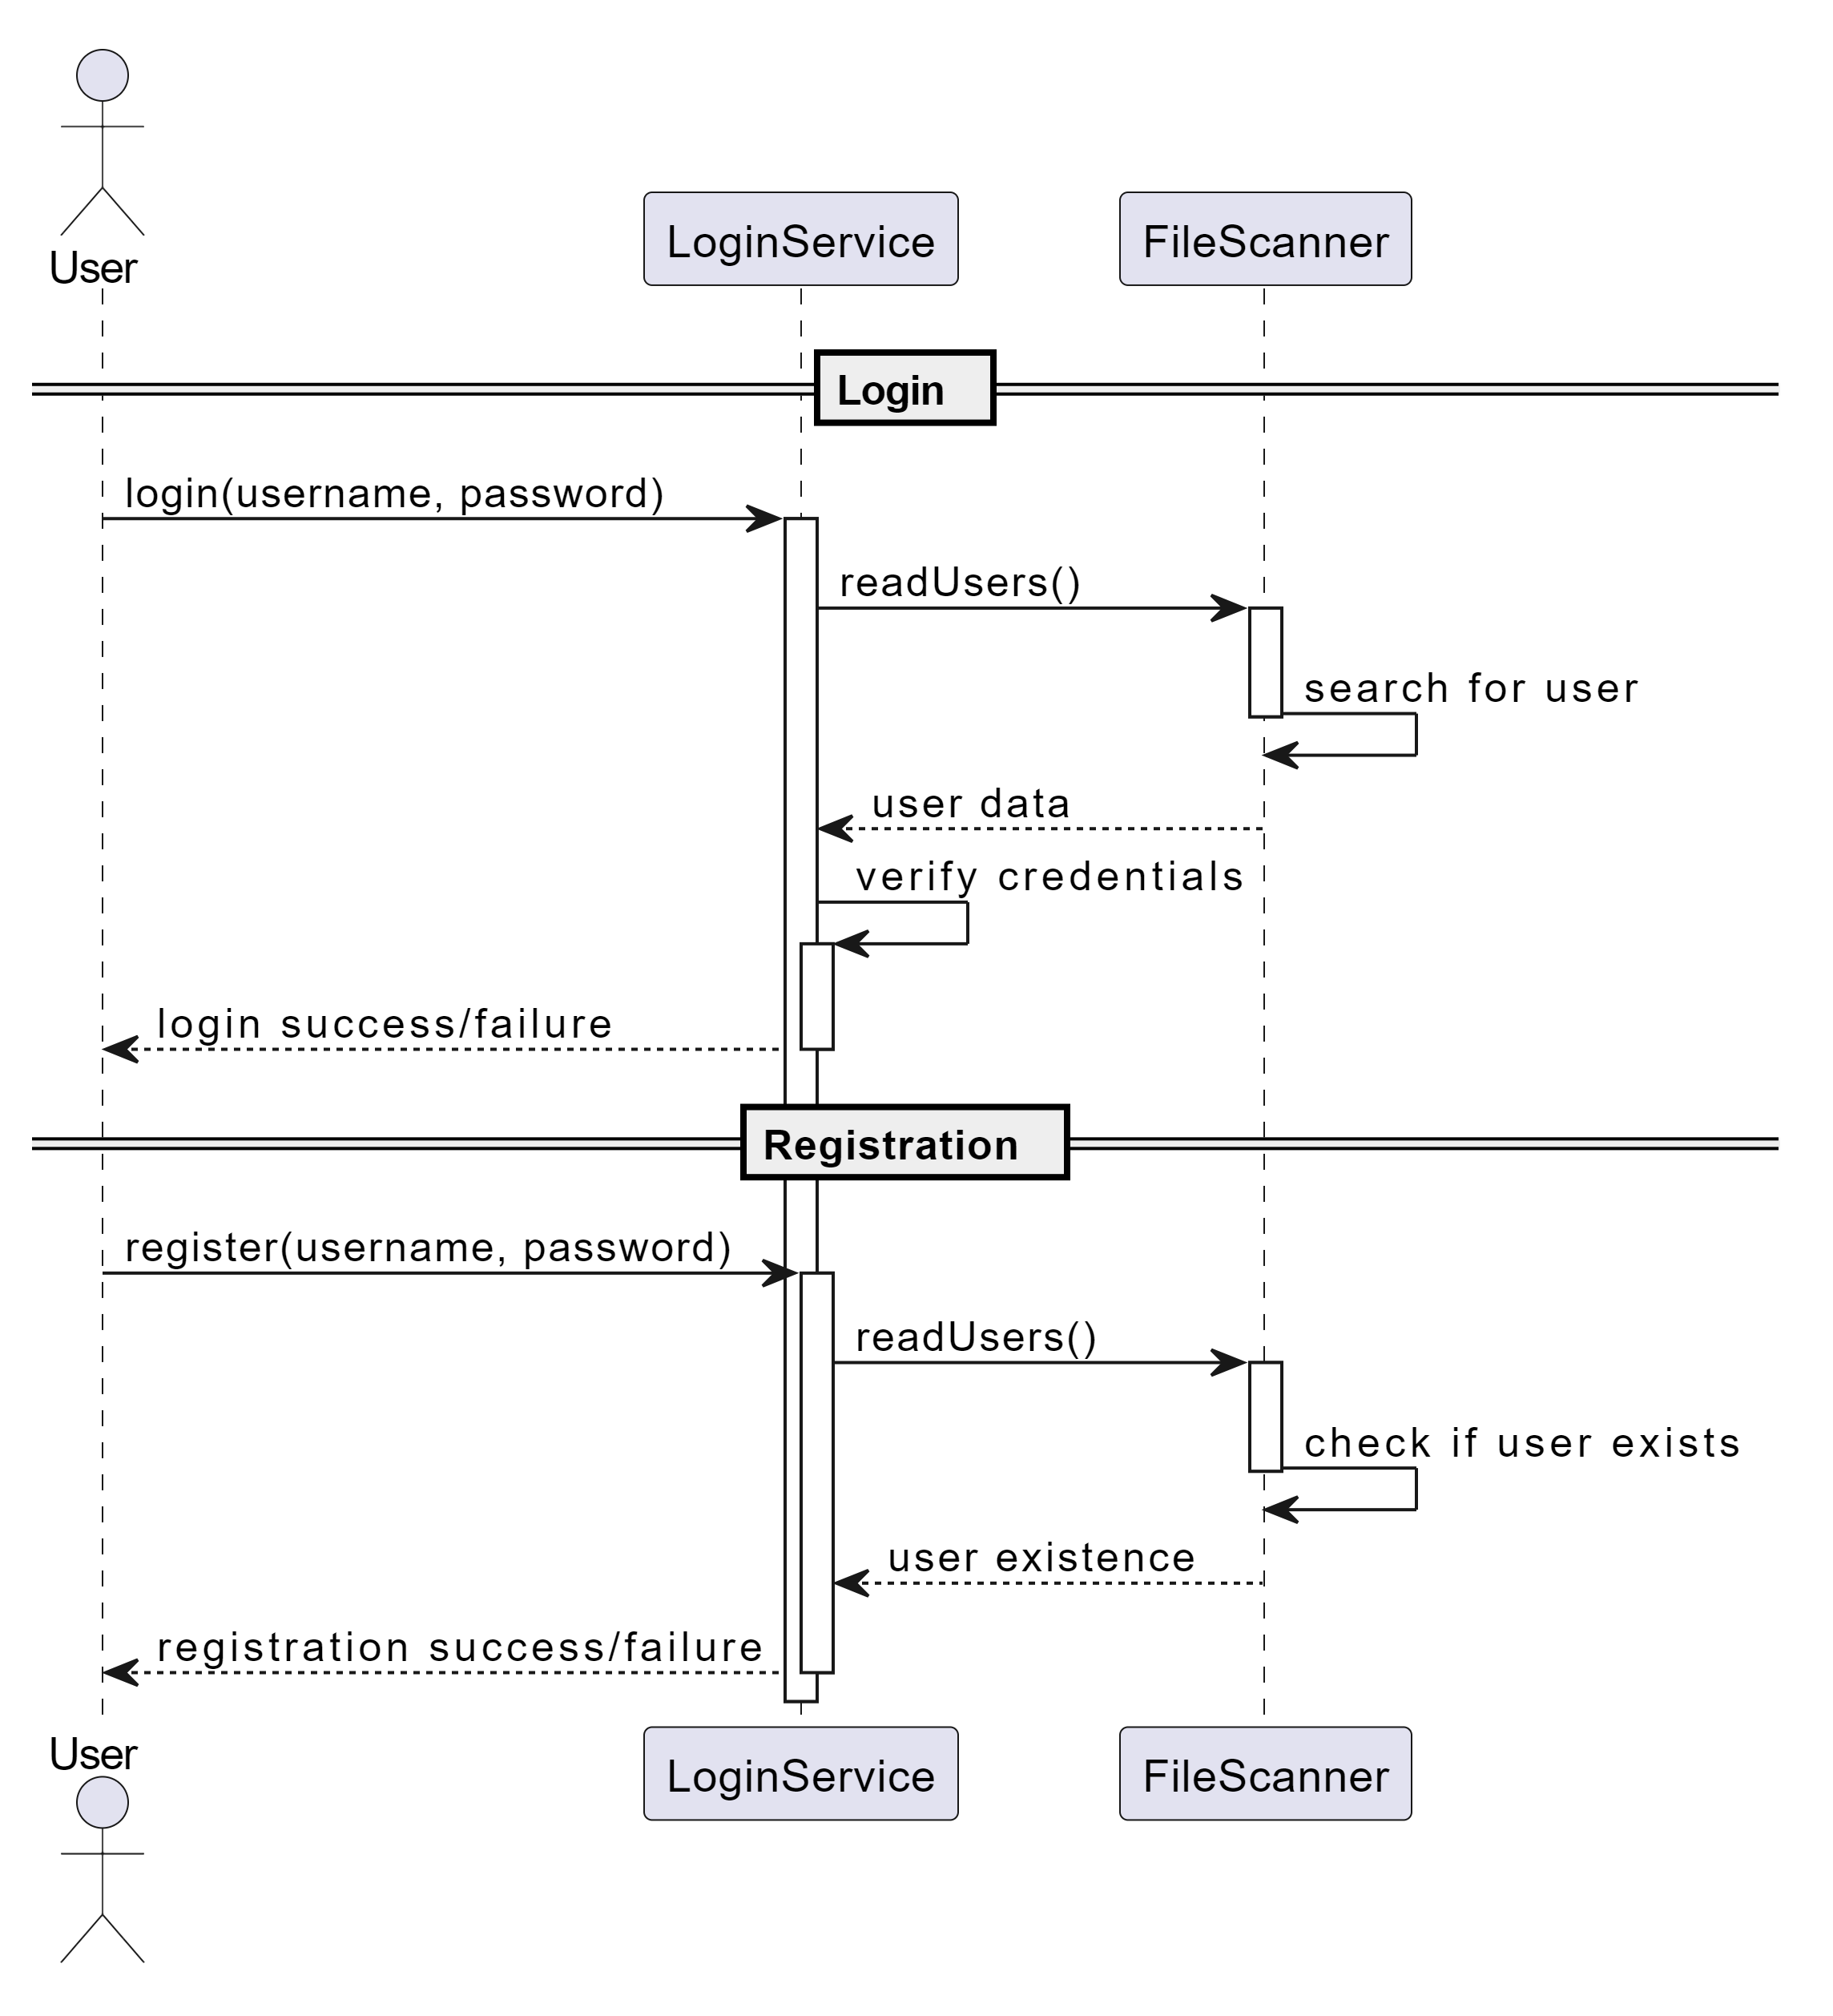 User
LoginService
FileScanner
Login
login(username, password)
readUsers()
search for user
user data
verify credentials
login success/failure
Registration
register(username, password)
readUsers()
check if user exists
user existence
registration success/failure
User
LoginService
FileScanner